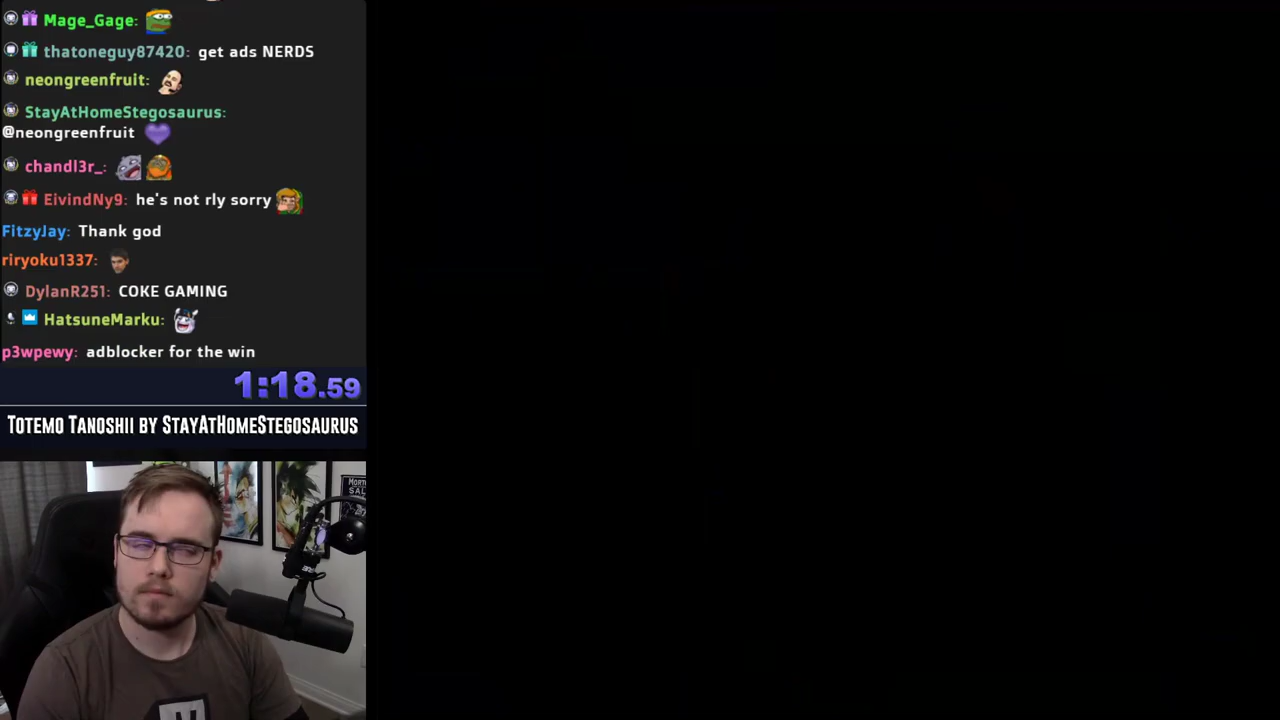 Mage_Gage:
thatoneguy87420: get ads NERDS
neongreenfruit:
StayAtHomeStegosaurus:
@neongreenfruit
chandl3r_:
EivindNy9: he's not rly sorry
FitzyJay: Thank god
riryoku1337:
DylanR251: COKE GAMING
HatsuneMarku:
p3wpewy: adblocker for the win
1:18.59
TOTEMO TANOSHII BY STAYATHOMESTEGOSAURUS